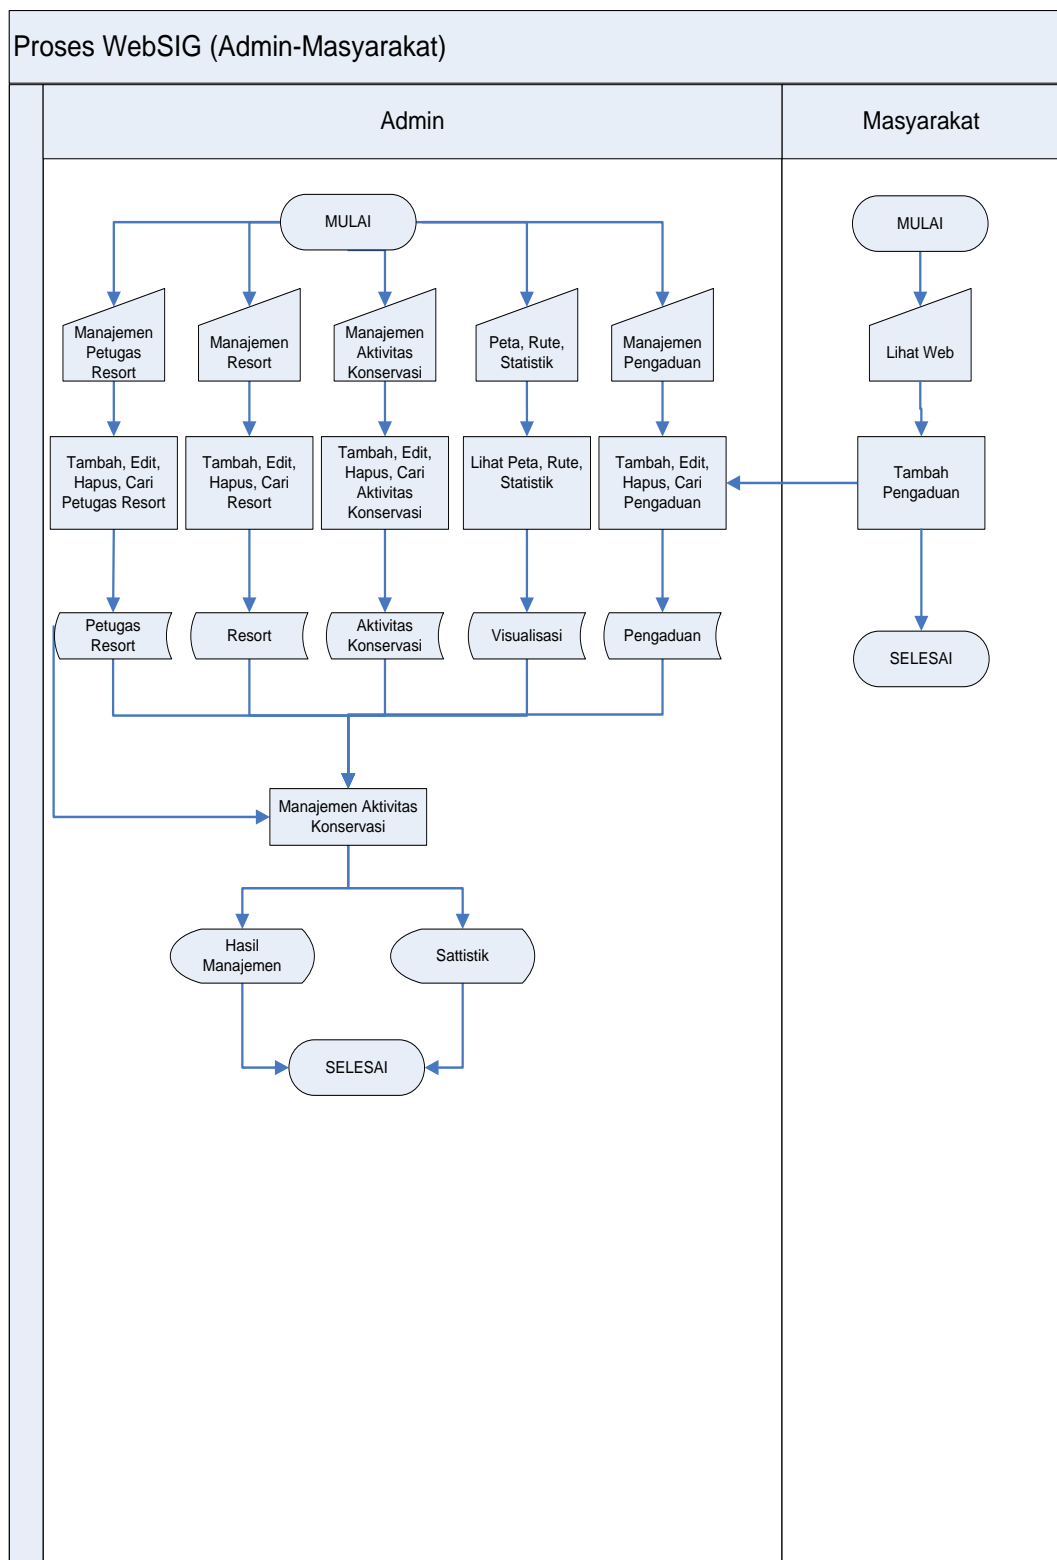 Proses WebSIG (Admin-Masyarakat)
Admin
Masyarakat
MULAI
MULAI
Manajemen
Petugas
Resort
Manajemen
Resort
Manajemen
Aktivitas
Konservasi
Peta, Rute,
Statistik
Manajemen
Pengaduan
Lihat Web
Tambah, Edit,
Hapus, Cari
Petugas Resort
Tambah, Edit,
Hapus, Cari
Resort
Tambah, Edit,
Hapus, Cari
Aktivitas
Konservasi
Lihat Peta, Rute,
Statistik
Tambah, Edit,
Hapus, Cari
Pengaduan
Tambah
Pengaduan
Petugas
Resort
Resort
Aktivitas
Konservasi
Visualisasi
Pengaduan
SELESAI
Manajemen Aktivitas
Konservasi
Hasil
Manajemen
Sattistik
SELESAI